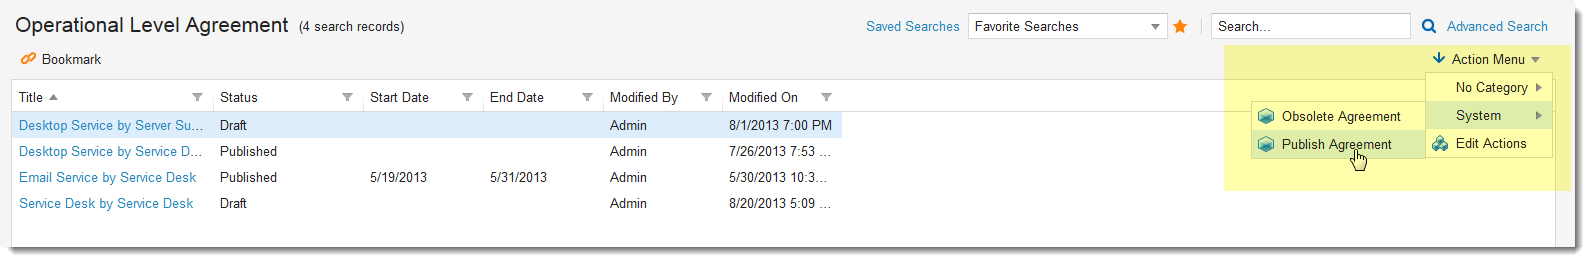 Operational Level Agreement (4 search records)
Saved Searches Favorite Searches Search... Advanced Search
Bookmark
Action Menu
Title Status Start Date End Date Modified By Modified On
No Category
Desktop Service by Server Su... Draft Admin 8/1/2013 7:00 PM
Obsolete Agreement System
Desktop Service by Service D... Published Admin 7/26/2013 7:53 ...
Publish Agreement Edit Actions
Email Service by Service Desk Published 5/19/2013 5/31/2013 Admin 5/30/2013 10:3...
Service Desk by Service Desk Draft Admin 8/20/2013 5:09 ...